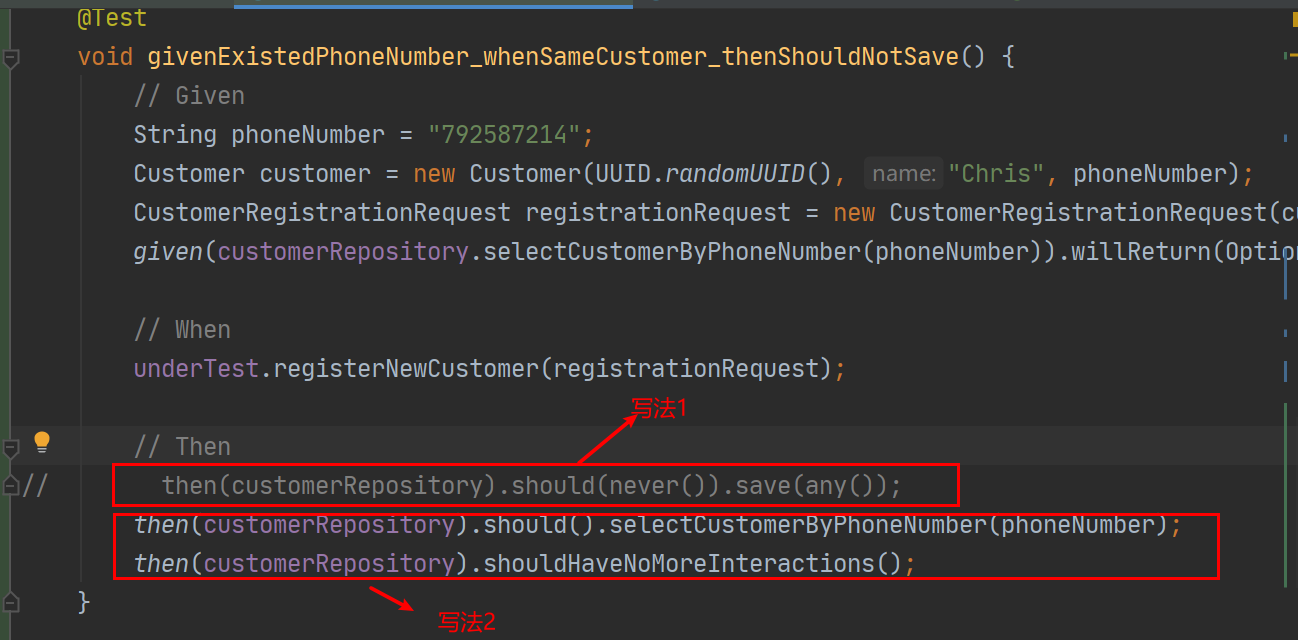 @Test
void givenExistedPhoneNumber_whenSameCustomer_thenShouldNotSave() {
// Given
String phoneNumber = "792587214";
Customer customer = new Customer(UUID.randomUUID(), name: "Chris", phoneNumber);
CustomerRegistrationRequest registrationRequest = new CustomerRegistrationRequest(cu
given(customerRepository.selectCustomerByPhoneNumber(phoneNumber)).willReturn(Option
// When
underTest.registerNewCustomer(registrationRequest);
写法1
// Then
// then(customerRepository).should(never()).save(any());
then(customerRepository).should().selectCustomerByPhoneNumber(phoneNumber);
then(customerRepository).shouldHaveNoMoreInteractions();
}
写法2